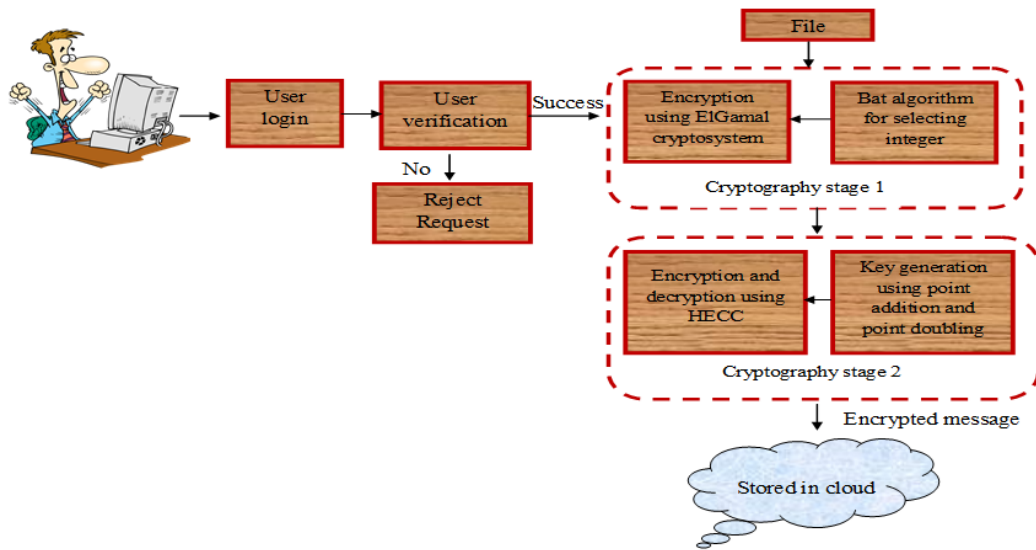 File
User
login
User
verification
Success
No
Reject
Request
Encryption
using ElGamal
cryptosystem
Bat algorithm
for selecting
integer
Cryptography stage 1
Encryption and
decryption using
HECC
Key generation
using point
addition and
point doubling
Cryptography stage 2
Encrypted message
Stored in cloud